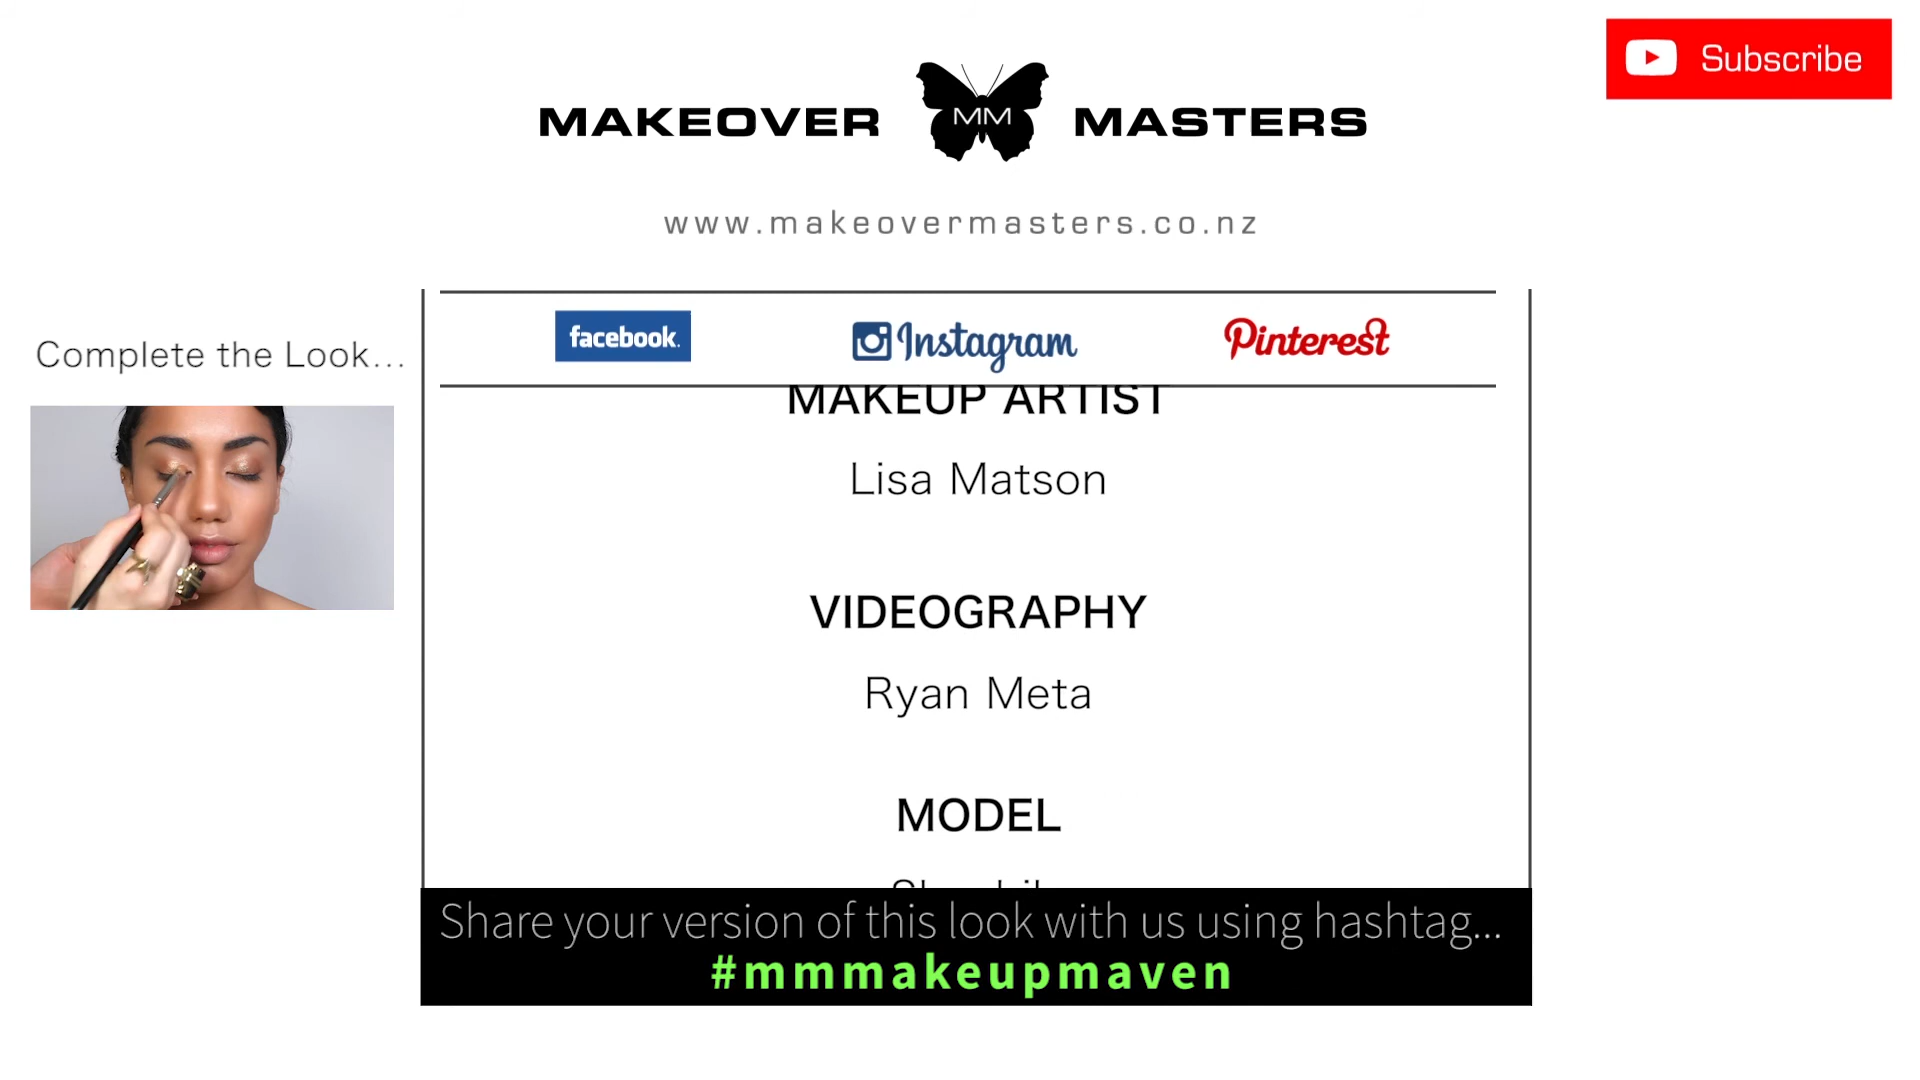 Subscribe
MAKEOVER MM MASTERS
www.makeovermasters.co.nz
facebook.
Instagram
Pinterest
Complete the Look...
MAKEUP ARTIST
Lisa Matson
VIDEOGRAPHY
Ryan Meta
MODEL
Share your version of this look with us using hashtag...
#mmmakeupmaven